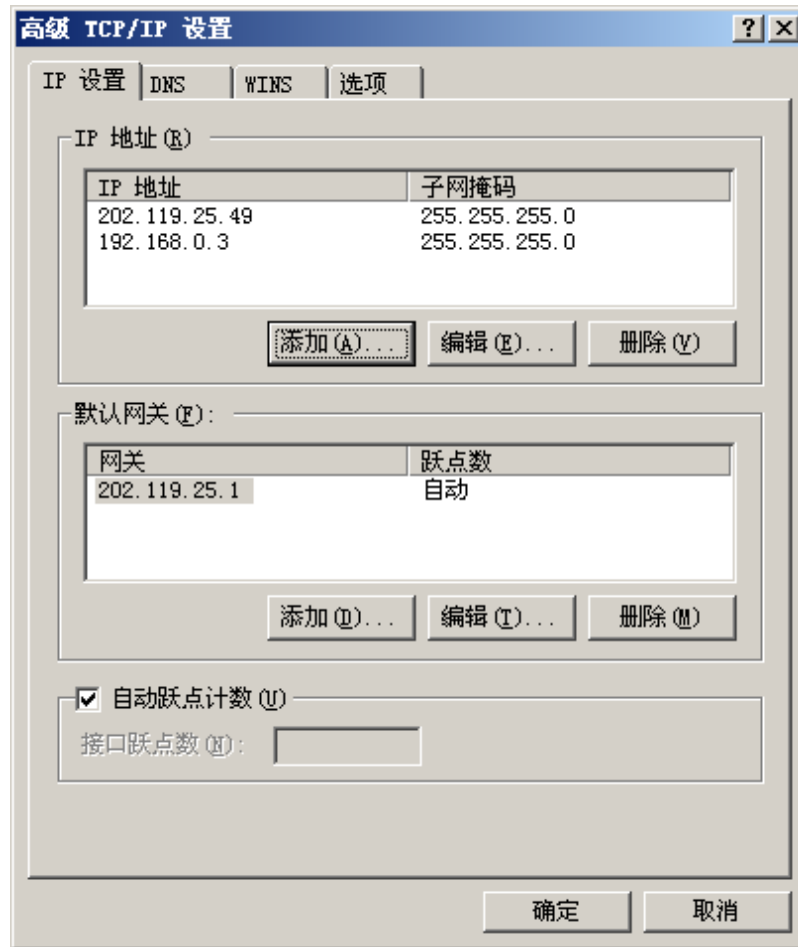 高级 TCP/IP 设置
IP 设置 DNS WINS 选项
IP 地址(R)
IP 地址 子网掩码
202.119.25.49 255.255.255.0
192.168.0.3 255.255.255.0
添加(A)... 编辑(E)... 删除(V)
默认网关(F):
网关 跃点数
202.119.25.1 自动
添加(D)... 编辑(T)... 删除(M)
自动跃点计数(U)
接口跃点数(N):
确定 取消